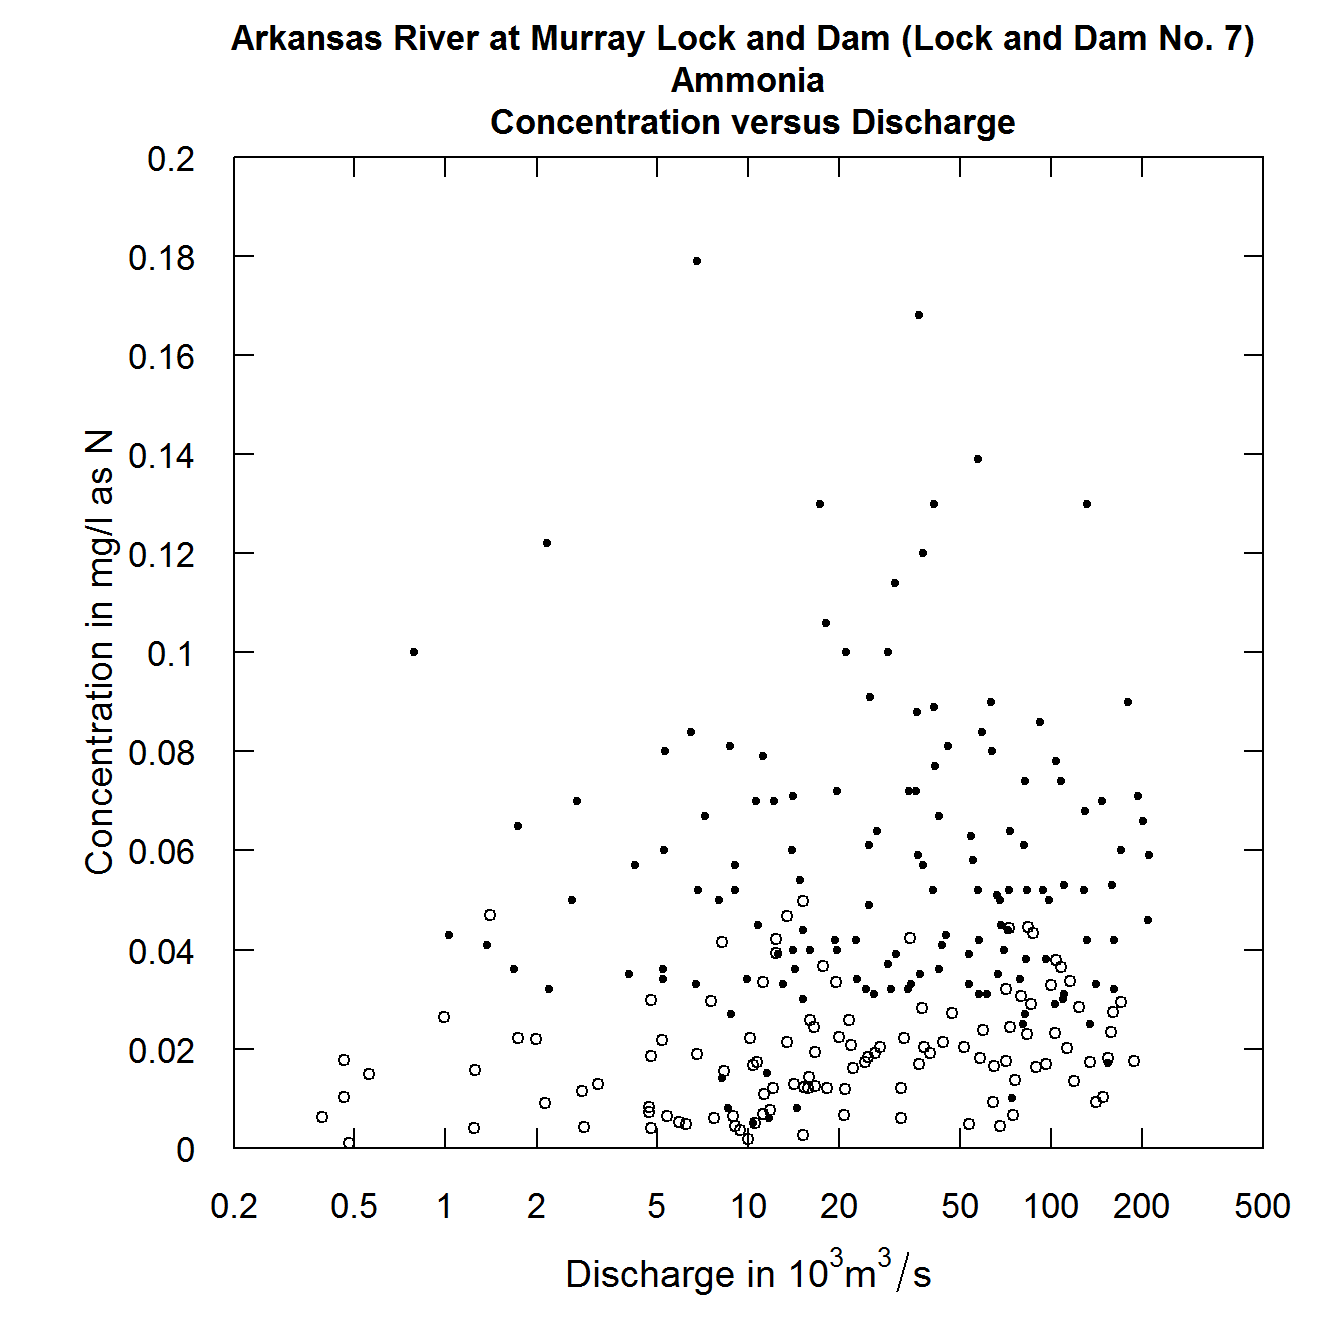 Arkansas River at Murray Lock and Dam (Lock and Dam No. 7)
Ammonia
Concentration versus Discharge
0.2
0.18
0.16
0.14
0.12
0.1
0.08
0.06
0.04
0.02
0
Concentration in mg/l as N
0.2 0.5 1 2 5 10 20 50 100 200 500
Discharge in 10³m³/s